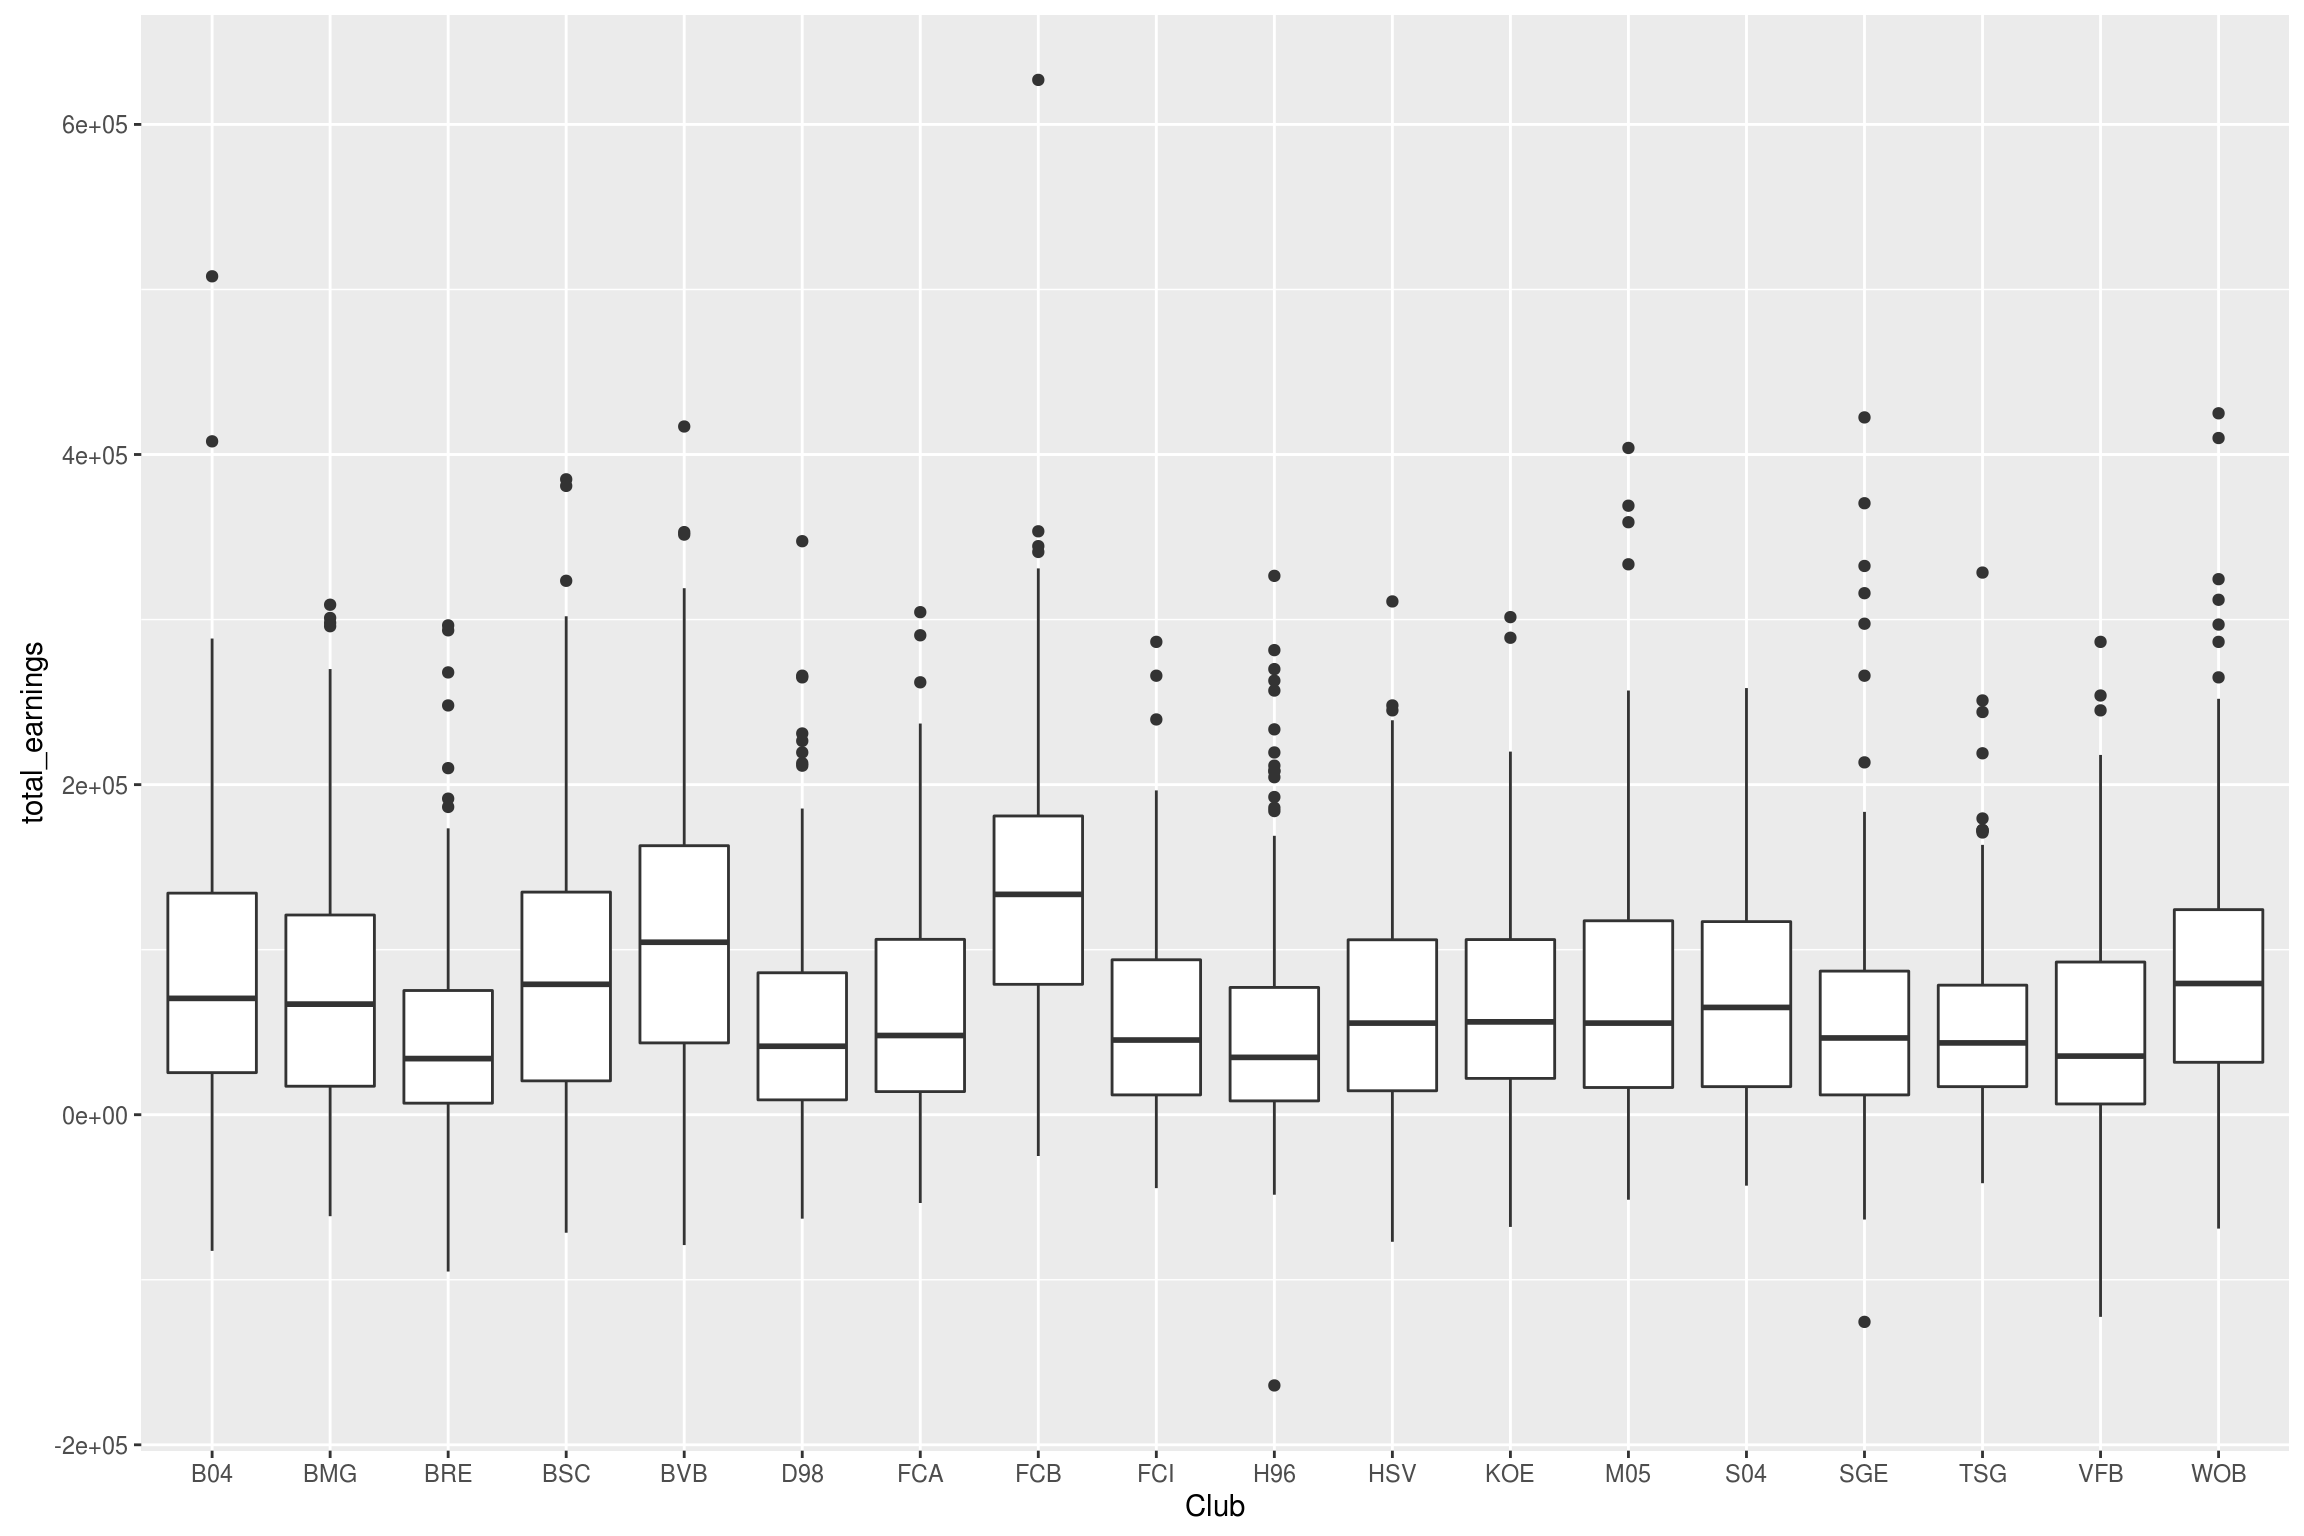 total_earnings
6e+05
4e+05
2e+05
0e+00
-2e+05
B04 BMG BRE BSC BVB D98 FCA FCB FCI H96 HSV KOE M05 S04 SGE TSG VFB WOB
Club